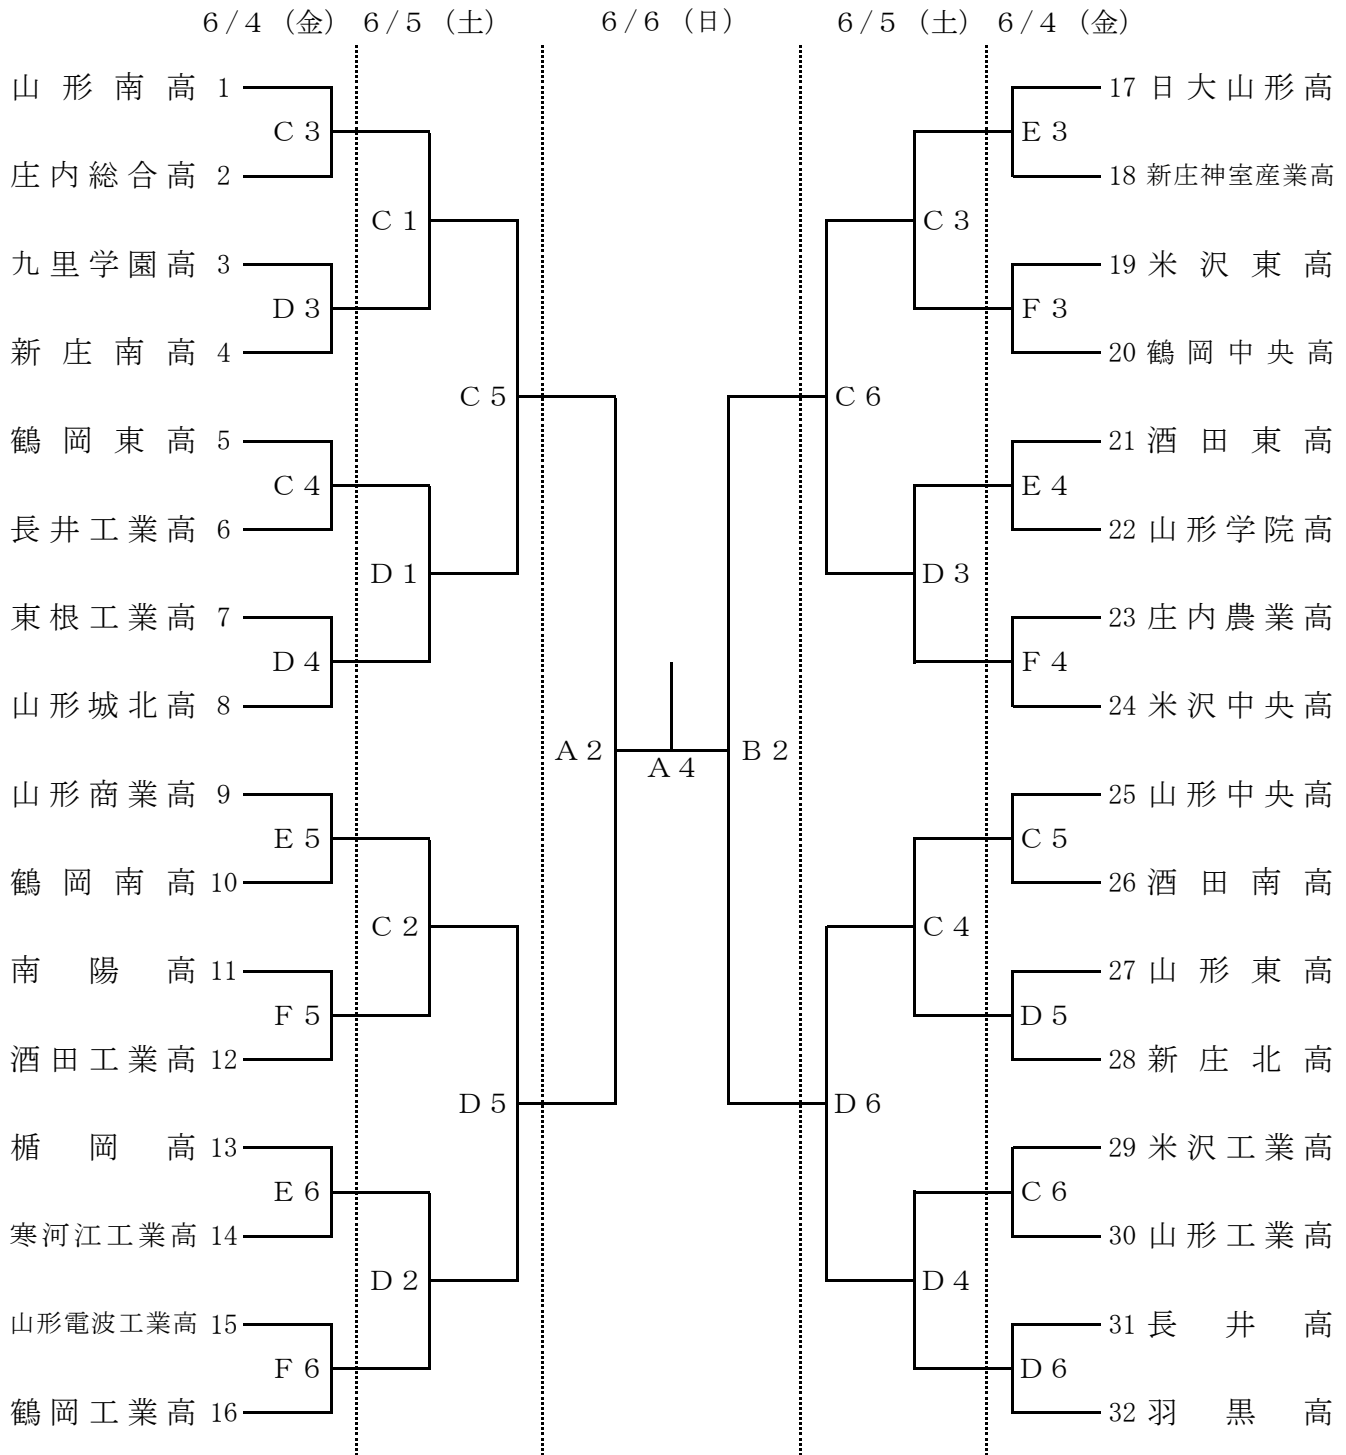 6/4 (金) 6/5 (土) 6/6 (日) 6/5 (土) 6/4 (金)
山形南高 1 17 日大山形高
C3 E3
庄内総合高 2 18 新庄神室産業高
C1 C3
九里学園高 3 19 米沢東高
D3 F3
新庄南高 4 20 鶴岡中央高
C5 C6
鶴岡東高 5 21 酒田東高
C4 E4
長井工業高 6 22 山形学院高
D1 D3
東根工業高 7 23 庄内農業高
D4 F4
山形城北高 8 24 米沢中央高
A2 B2
A4
山形商業高 9 25 山形中央高
E5 C5
鶴岡南高 10 26 酒田南高
C2 C4
南陽高 11 27 山形東高
F5 D5
酒田工業高 12 28 新庄北高
D5 D6
楯岡高 13 29 米沢工業高
E6 C6
寒河江工業高 14 30 山形工業高
D2 D4
山形電波工業高 15 31 長井高
F6 D6
鶴岡工業高 16 32 羽黒高